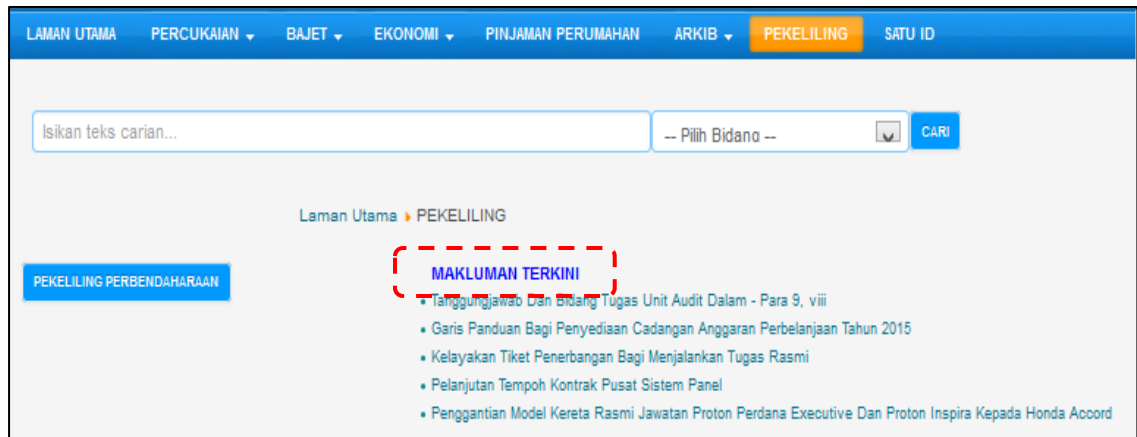 LAMAN UTAMA PERCUKAIAN BAJET EKONOMI PINJAMAN PERUMAHAN ARKIB PEKELILING SATU ID
Isikan teks carian... -- Pilih Bidang -- CARI
Laman Utama PEKELILING
PEKELILING PERBENDAHARAAN
MAKLUMAN TERKINI
• Tanggungjawab Dan Bidang Tugas Unit Audit Dalam - Para 9, viii
• Garis Panduan Bagi Penyediaan Cadangan Anggaran Perbelanjaan Tahun 2015
• Kelayakan Tiket Penerbangan Bagi Menjalankan Tugas Rasmi
• Pelanjutan Tempoh Kontrak Pusat Sistem Panel
• Penggantian Model Kereta Rasmi Jawatan Proton Perdana Executive Dan Proton Inspira Kepada Honda Accord